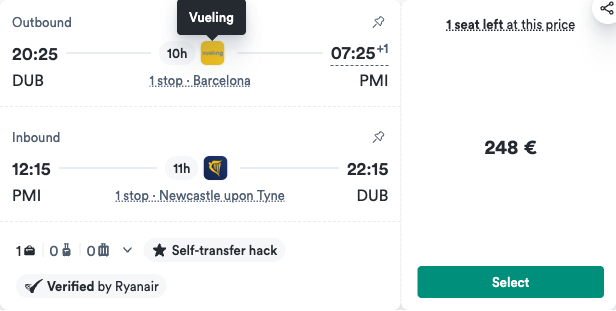 Vueling
Outbound
20:25
10h
vueling
07:25+1
DUB
1 stop · Barcelona
PMI
Inbound
12:15
11h
22:15
PMI
1 stop · Newcastle upon Tyne
DUB
1
0
0
Self-transfer hack
Verified by Ryanair
1 seat left at this price
248 €
Select